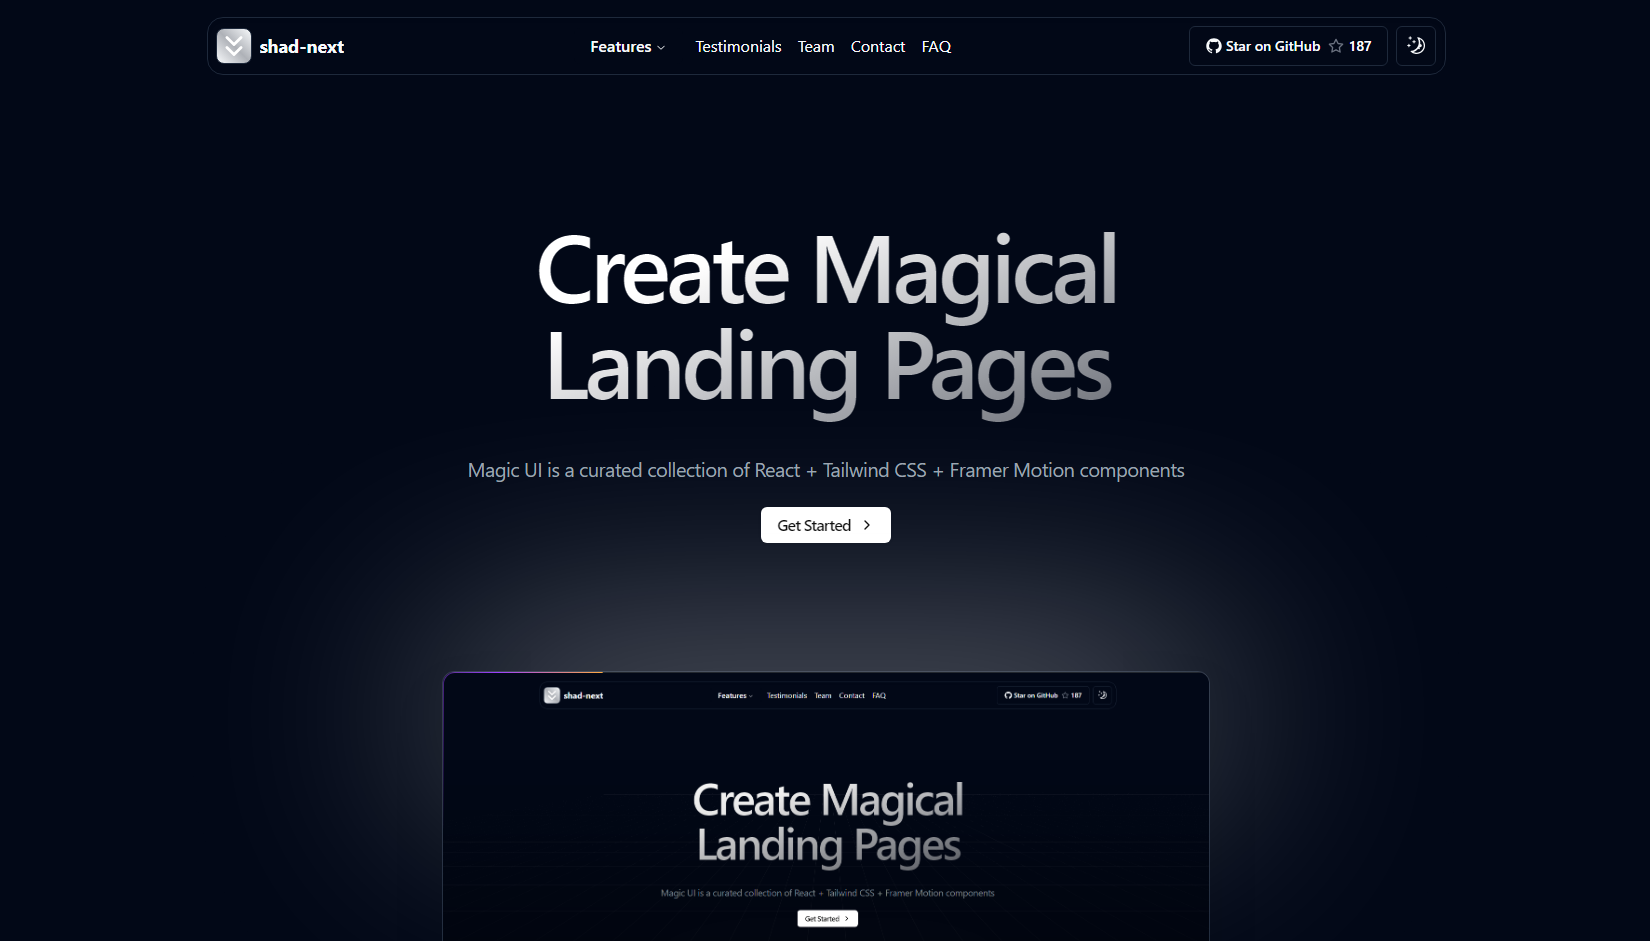 shad-next
Features Testimonials Team Contact FAQ
Star on GitHub 187
Create Magical
Landing Pages
Magic UI is a curated collection of React + Tailwind CSS + Framer Motion components
Get Started
shad-next
Features Testimonials Team Contact FAQ
Star on GitHub 187
Create Magical
Landing Pages
Magic UI is a curated collection of React + Tailwind CSS + Framer Motion components
Get Started